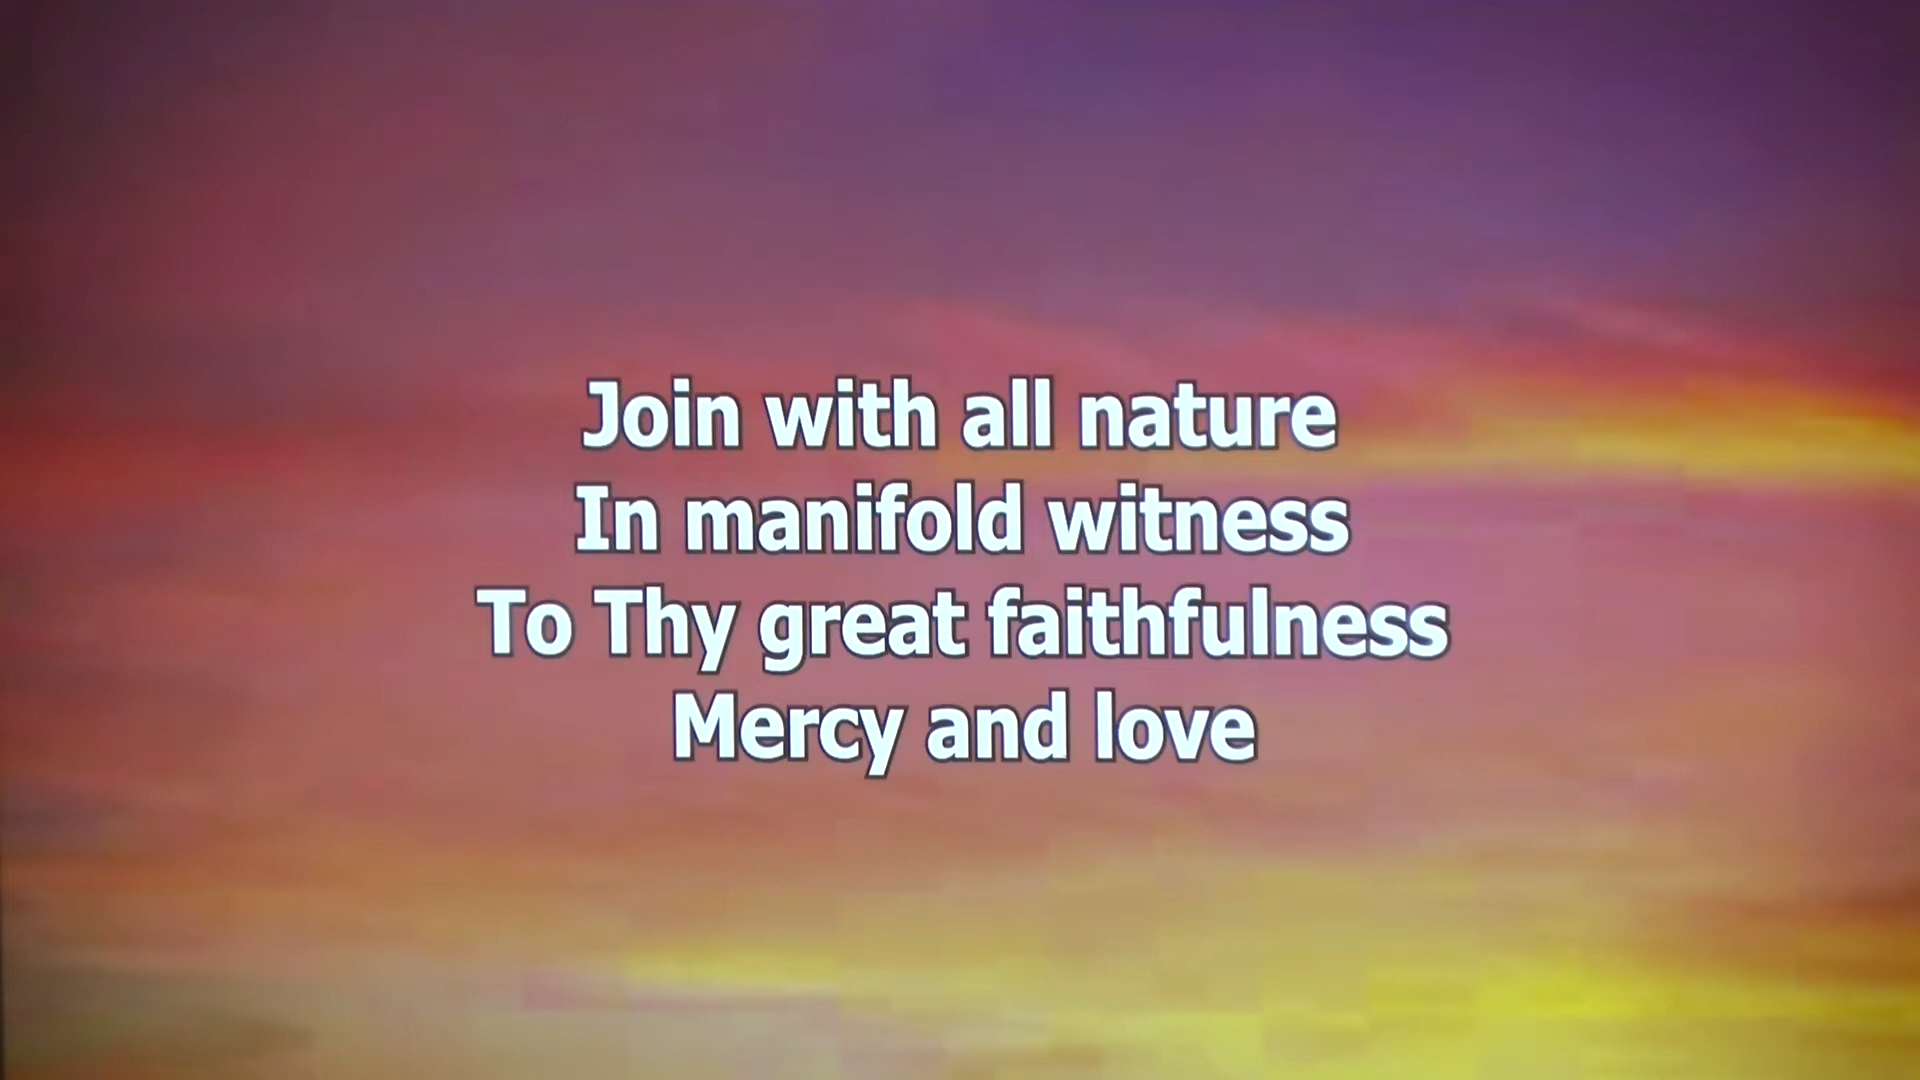 Join with all nature
In manifold witness
To Thy great faithfulness
Mercy and love